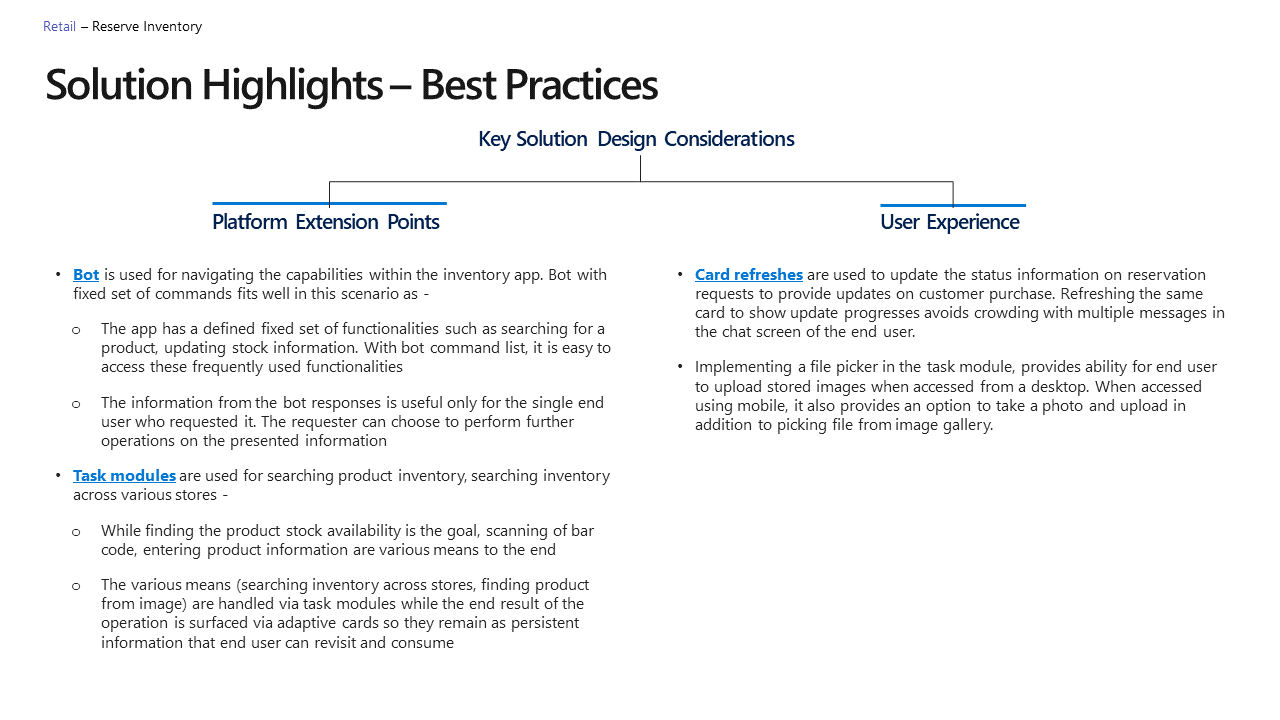 Retail – Reserve Inventory
Solution Highlights – Best Practices
Key Solution Design Considerations
Platform Extension Points
• Bot is used for navigating the capabilities within the inventory app. Bot with
fixed set of commands fits well in this scenario as -
o The app has a defined fixed set of functionalities such as searching for a
product, updating stock information. With bot command list, it is easy to
access these frequently used functionalities
o The information from the bot responses is useful only for the single end
user who requested it. The requester can choose to perform further
operations on the presented information
• Task modules are used for searching product inventory, searching inventory
across various stores -
o While finding the product stock availability is the goal, scanning of bar
code, entering product information are various means to the end
o The various means (searching inventory across stores, finding product
from image) are handled via task modules while the end result of the
operation is surfaced via adaptive cards so they remain as persistent
information that end user can revisit and consume
User Experience
• Card refreshes are used to update the status information on reservation
requests to provide updates on customer purchase. Refreshing the same
card to show update progresses avoids crowding with multiple messages in
the chat screen of the end user.
• Implementing a file picker in the task module, provides ability for end user
to upload stored images when accessed from a desktop. When accessed
using mobile, it also provides an option to take a photo and upload in
addition to picking file from image gallery.